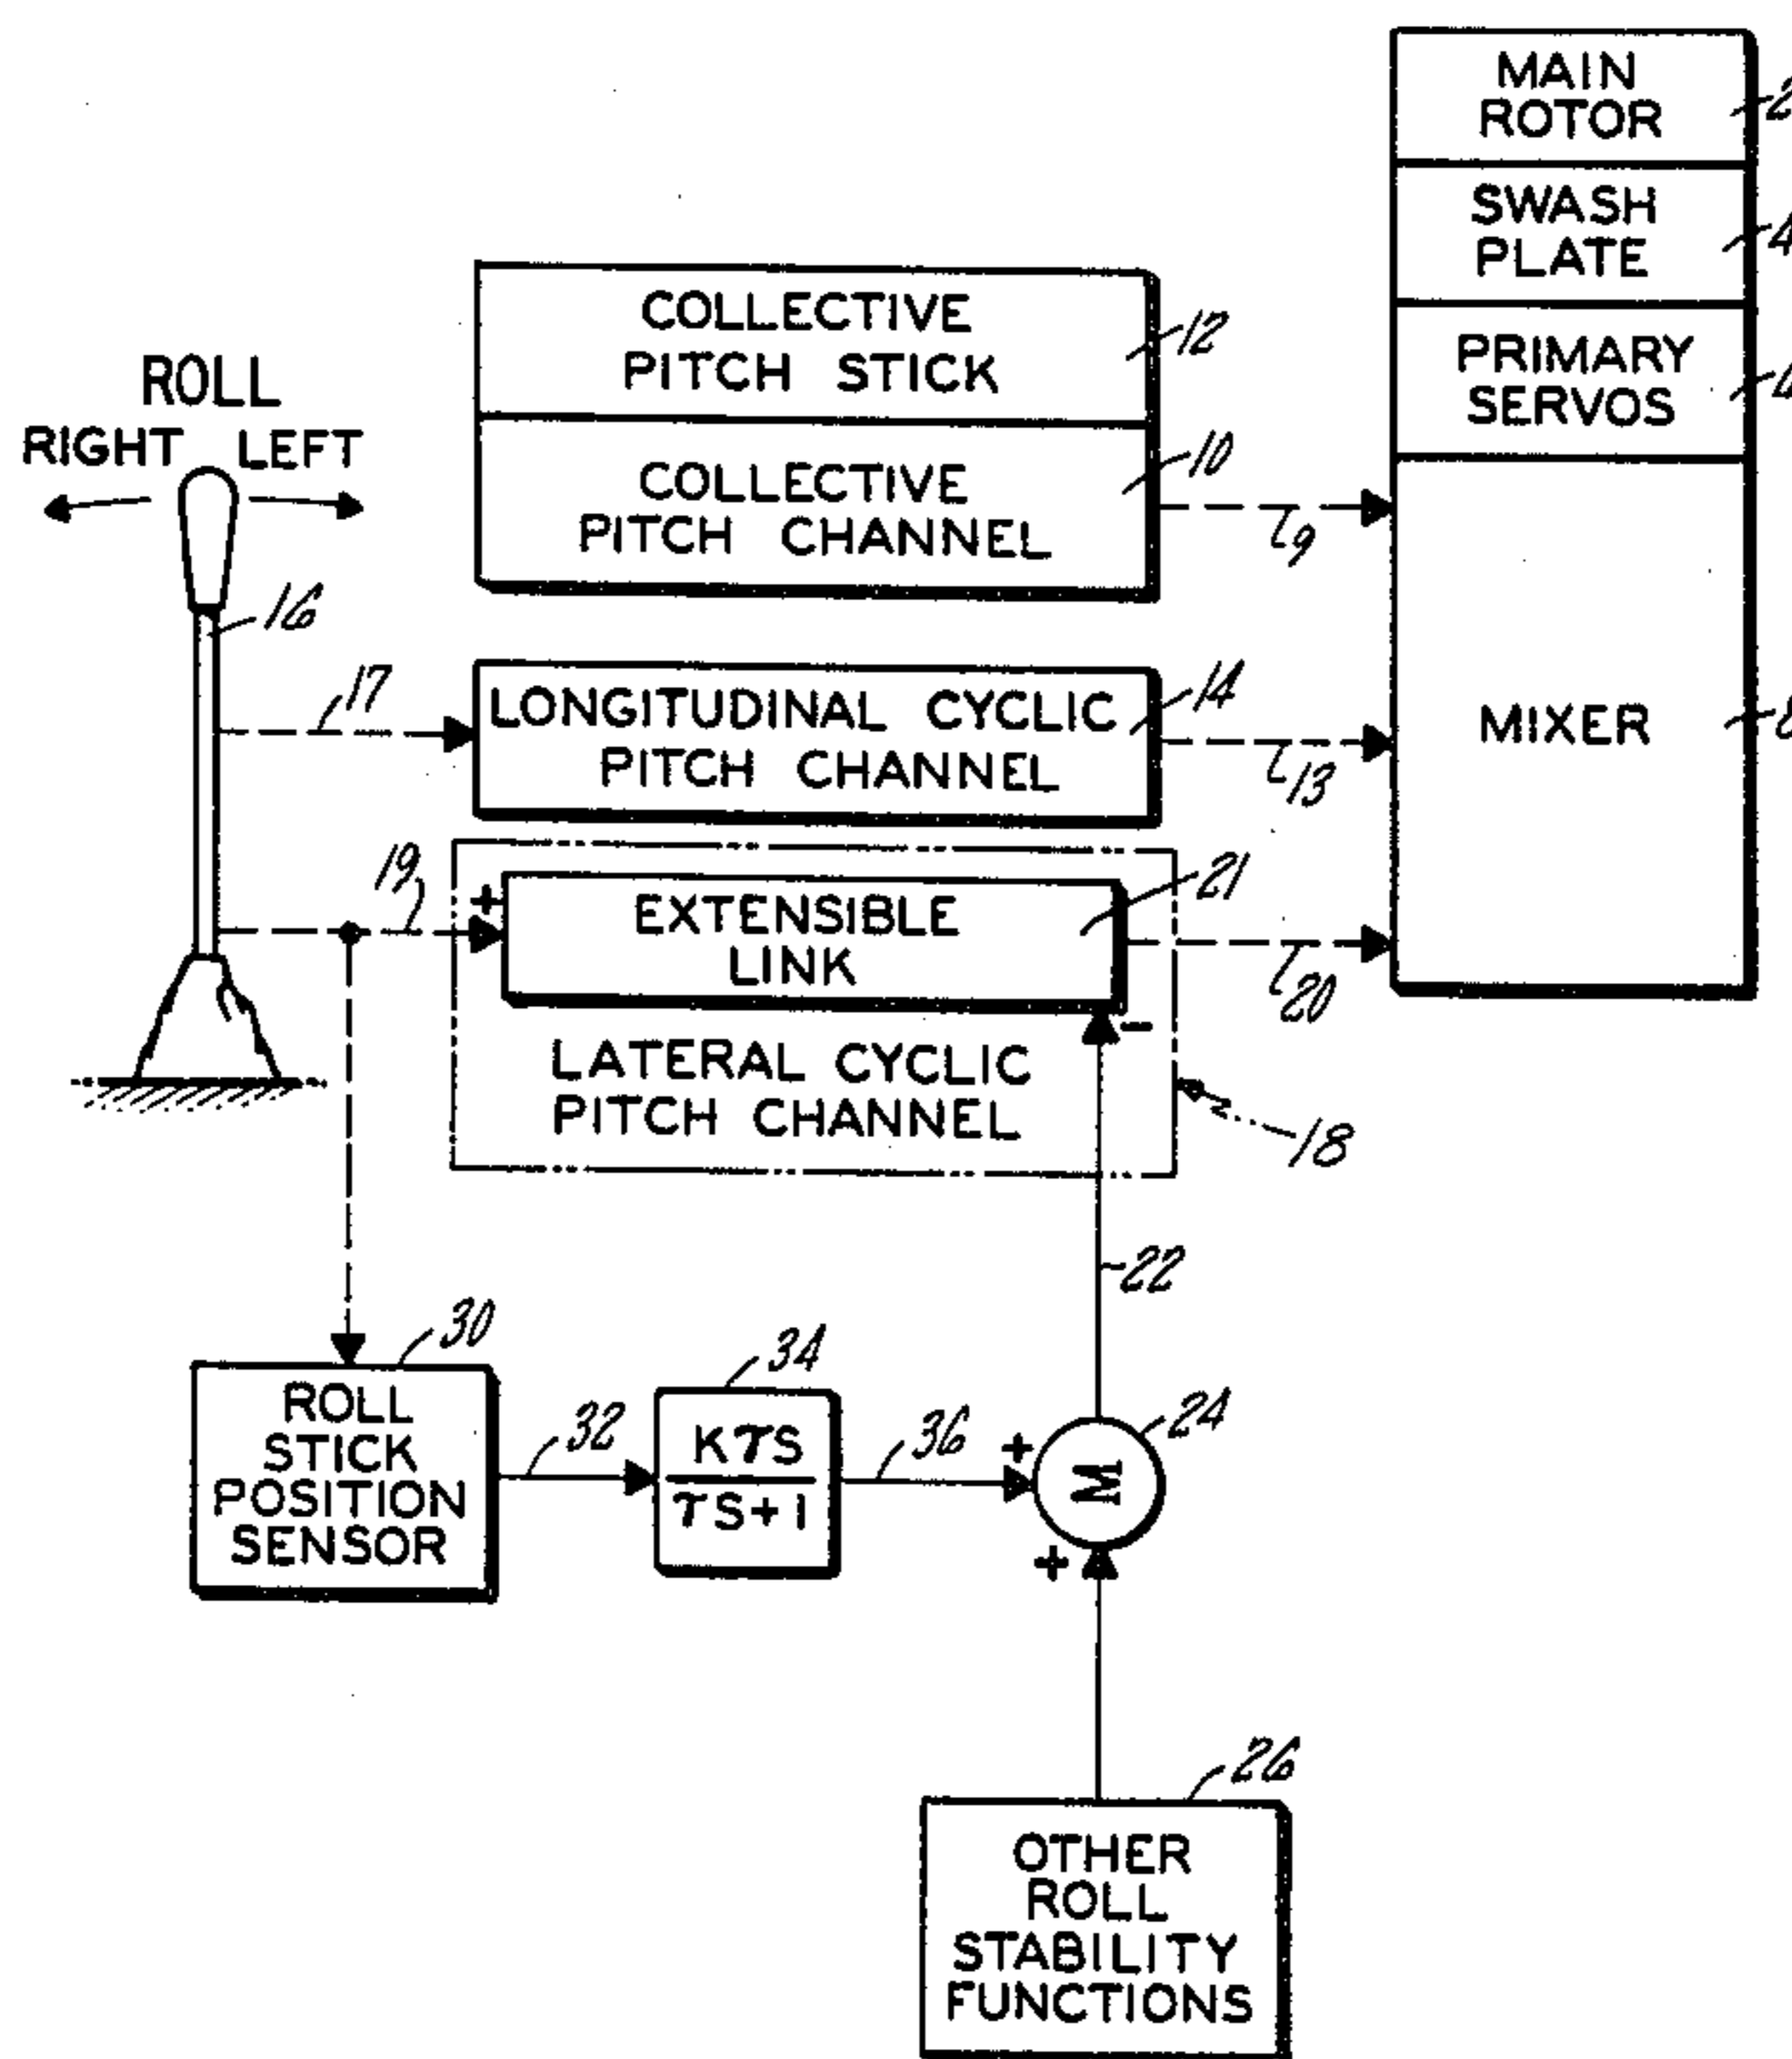 MAIN
ROTOR
2
SWASH
PLATE
4
COLLECTIVE
PITCH STICK
12
PRIMARY
SERVOS
ROLL
RIGHT LEFT
COLLECTIVE
PITCH CHANNEL
10
9
16
17
LONGITUDINAL CYCLIC
PITCH CHANNEL
14
13
MIXER
19
+
EXTENSIBLE
LINK
21
20
-
LATERAL CYCLIC
PITCH CHANNEL
18
22
30
ROLL
STICK
POSITION
SENSOR
32
34
KτS
τS+1
36
+
Σ
24
+
26
OTHER
ROLL
STABILITY
FUNCTIONS